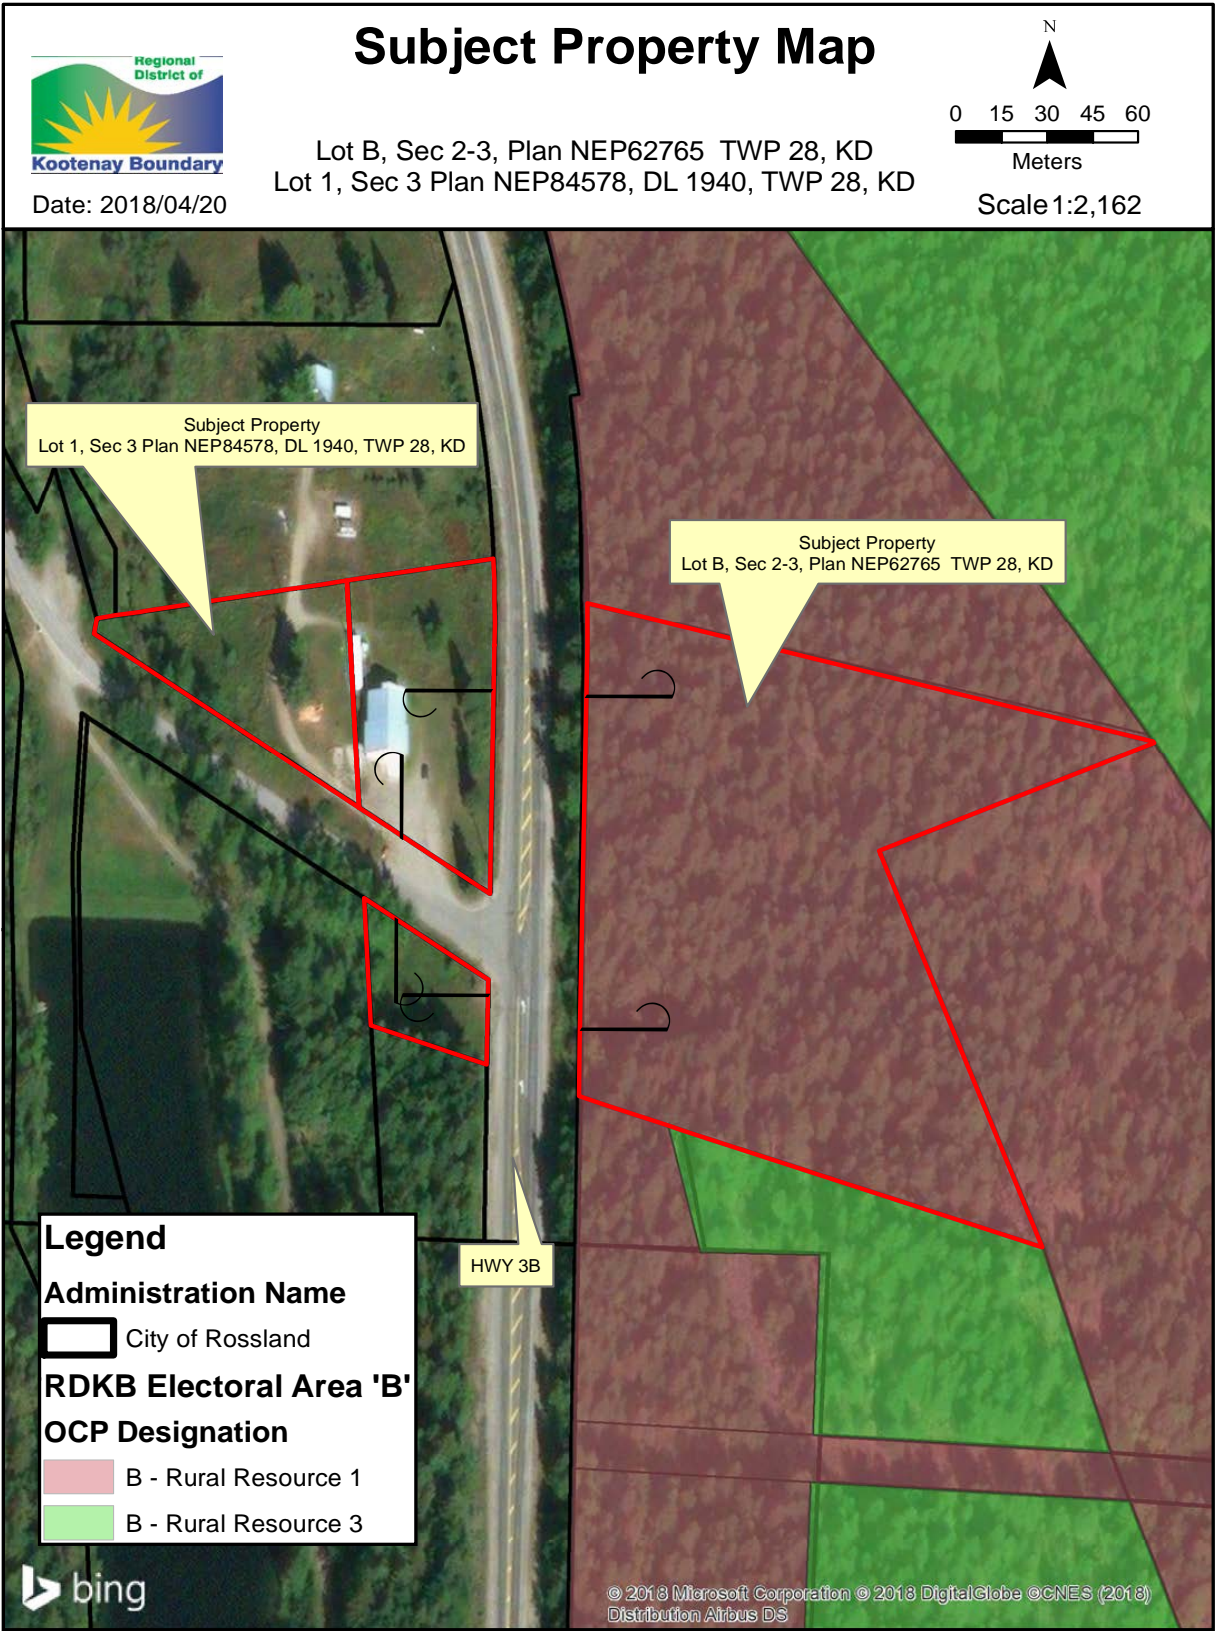 Regional
District of
Kootenay Boundary
Date: 2018/04/20
Subject Property Map
Lot B, Sec 2-3, Plan NEP62765 TWP 28, KD
Lot 1, Sec 3 Plan NEP84578, DL 1940, TWP 28, KD
N
0 15 30 45 60
Meters
Scale 1:2,162
Subject Property
Lot 1, Sec 3 Plan NEP84578, DL 1940, TWP 28, KD
Subject Property
Lot B, Sec 2-3, Plan NEP62765 TWP 28, KD
HWY 3B
Legend
Administration Name
City of Rossland
RDKB Electoral Area 'B'
OCP Designation
B - Rural Resource 1
B - Rural Resource 3
bing
© 2018 Microsoft Corporation © 2018 DigitalGlobe ©CNES (2018)
Distribution Airbus DS